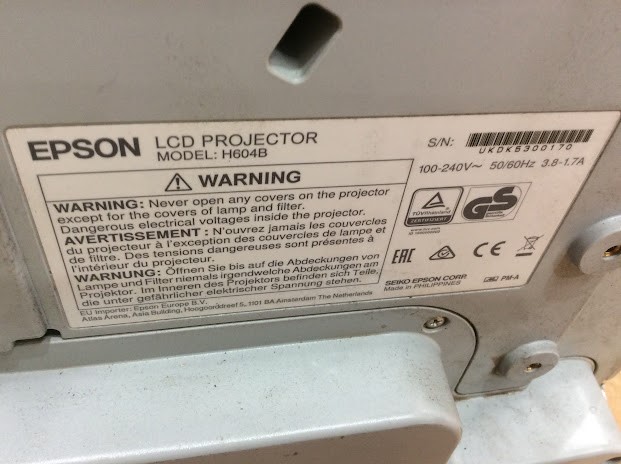 EPSON LCD PROJECTOR
MODEL: H604B
S/N:
UKDK5300170
100-240V~ 50/60Hz 3.8-1.7A
WARNING
WARNING: Never open any covers on the projector
except for the covers of lamp and filter.
Dangerous electrical voltages inside the projector.
AVERTISSEMENT : N'ouvrez jamais les couvercles
du projecteur à l'exception des couvercles de lampe et
de filtre. Des tensions dangereuses sont présentes à
l'intérieur du projecteur.
WARNUNG: Öffnen Sie bis auf die Abdeckungen von
Lampe und Filter niemals irgendwelche Abdeckungen am
Projektor. Im Inneren des Projektors befinden sich Teile,
die unter gefährlicher elektrischer Spannung stehen.
EU Importer: Epson Europe B.V.
Atlas Arena, Asia Building, Hoogoorddreef 5, 1101 BA Amsterdam The Netherlands
TÜVRheinland
ZERTIFIZIERT
GS
EAC CE
SEIKO EPSON CORP.
Made in PHILIPPINES
PM-A